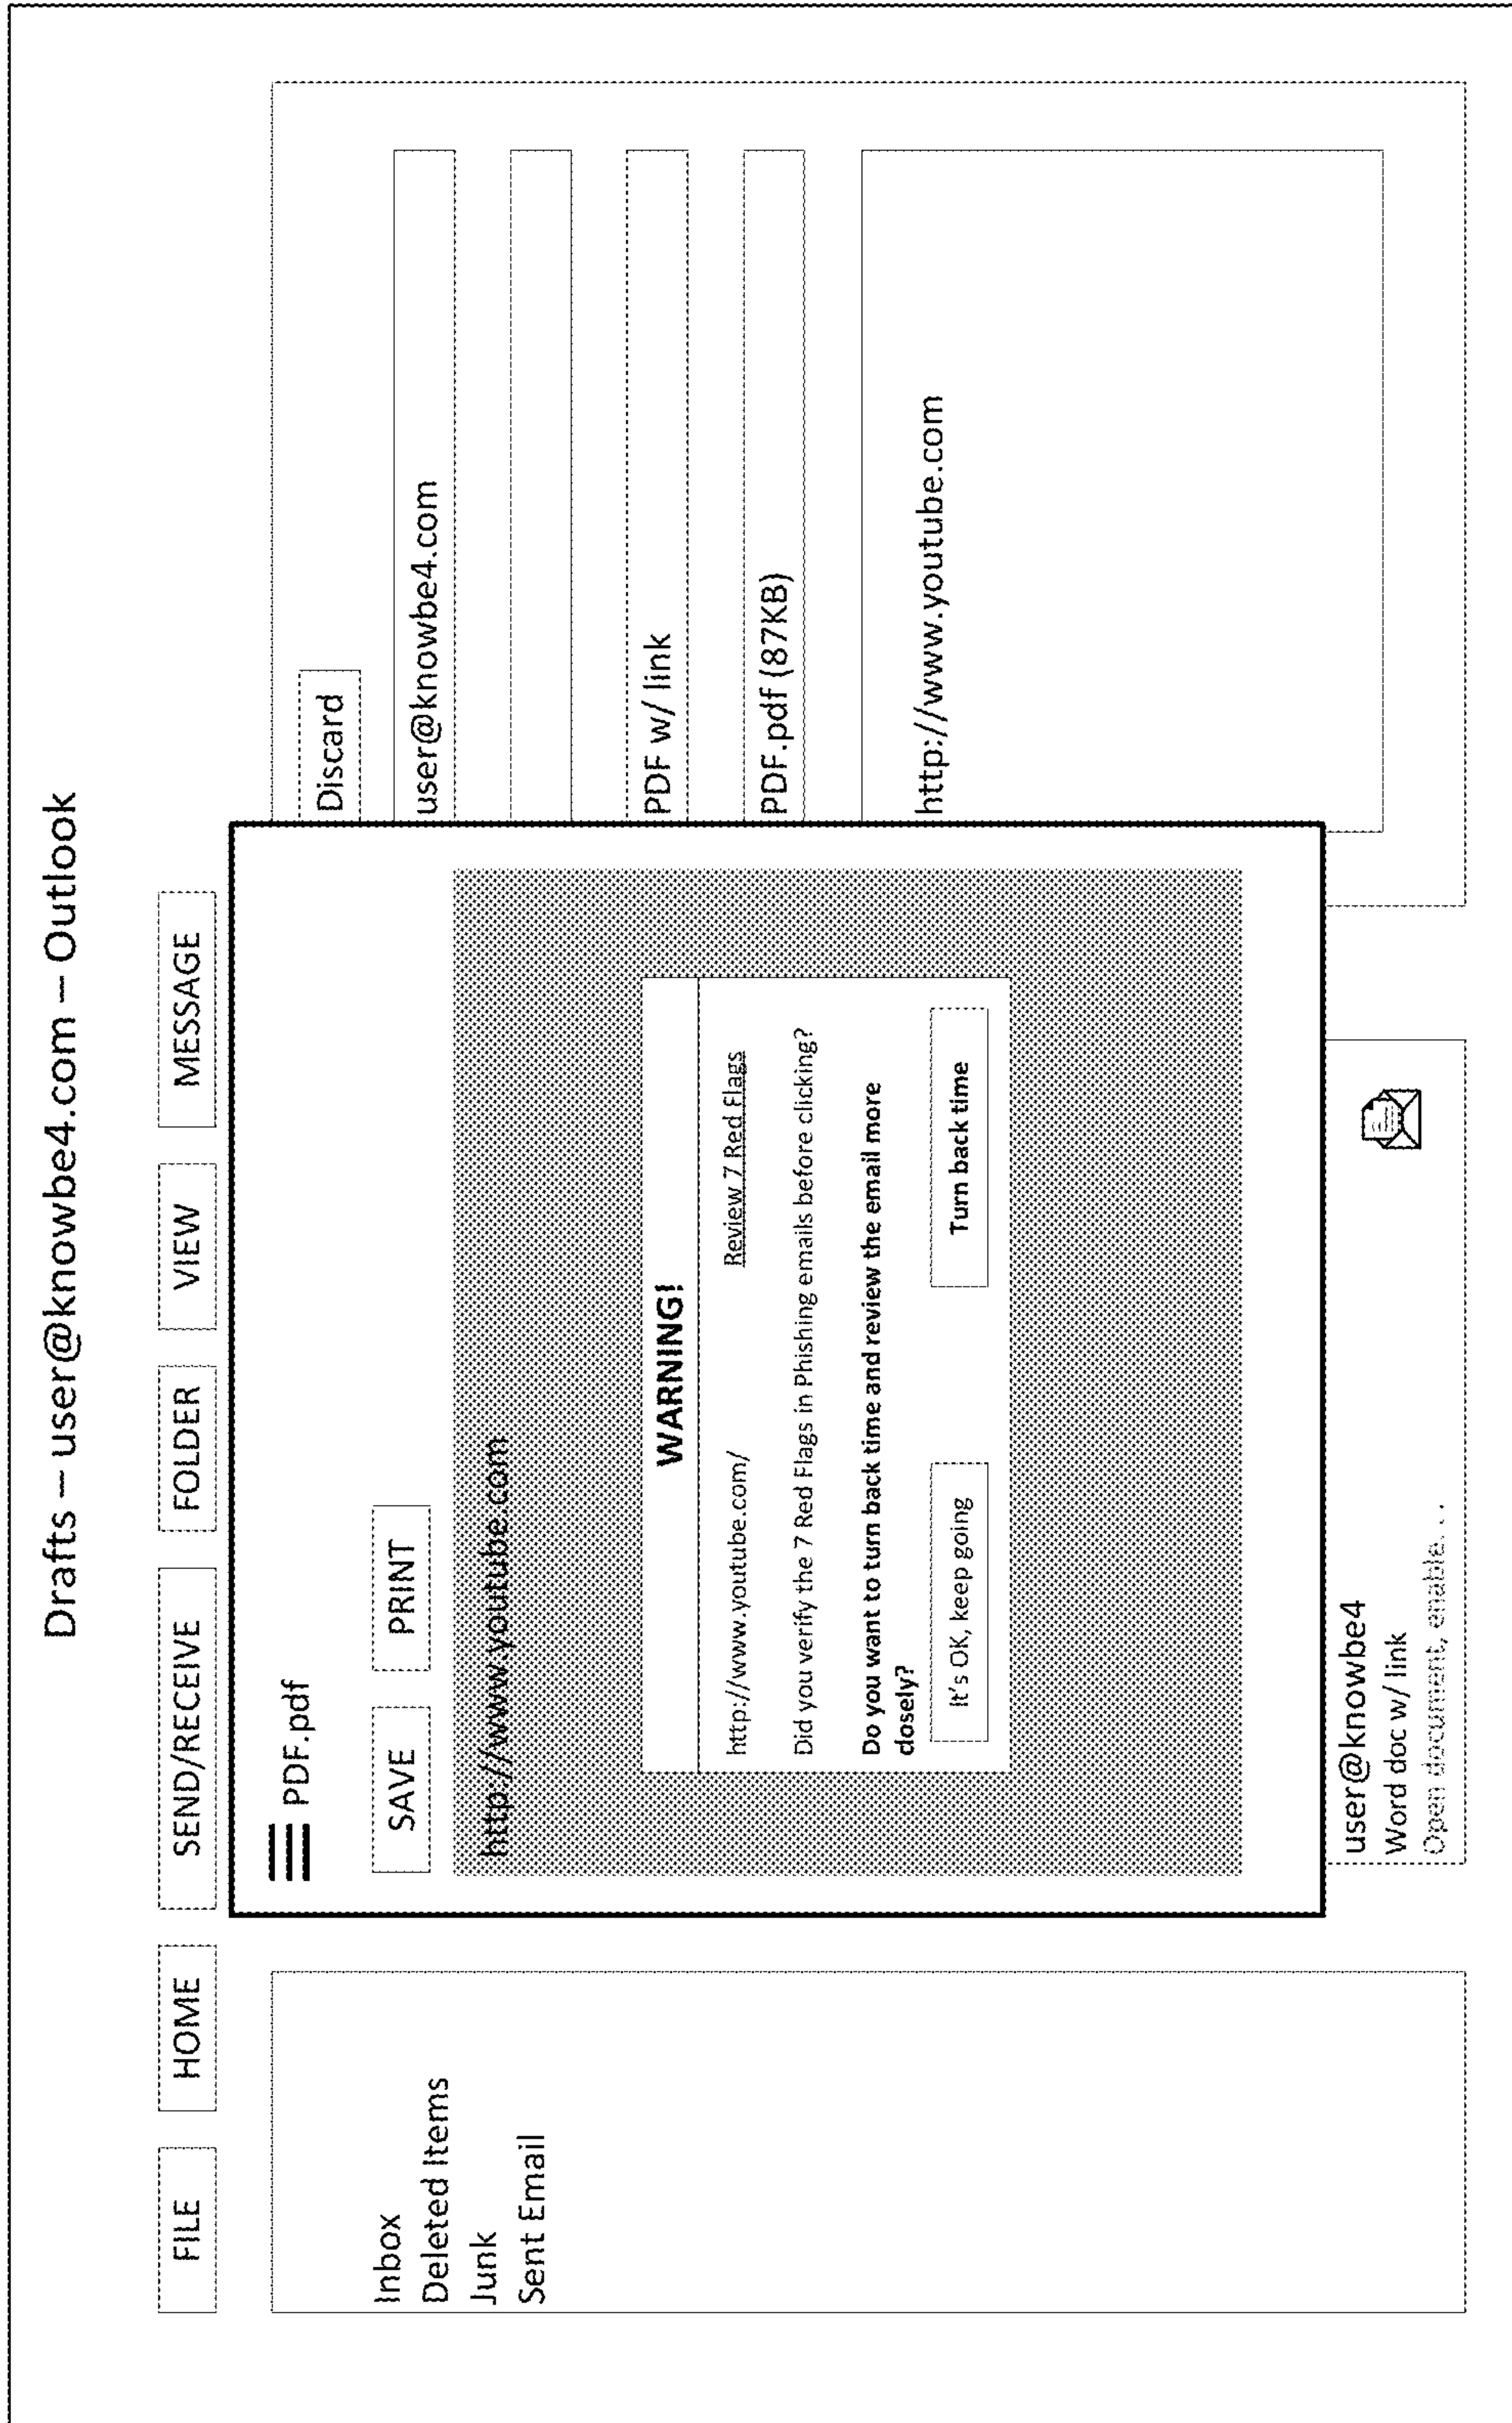 Drafts – user@knowbe4.com – Outlook
FILE
HOME
SEND/RECEIVE
FOLDER
VIEW
MESSAGE
Inbox
Deleted Items
Junk
Sent Email
PDF.pdf
SAVE
PRINT
http://www.youtube.com
WARNING!
http://www.youtube.com/
Review 7 Red Flags
Did you verify the 7 Red Flags in Phishing emails before clicking?
Do you want to turn back time and review the email more
closely?
It's OK, keep going
Turn back time
user@knowbe4
Word doc w/ link
Open document, enable. . .
Discard
user@knowbe4.com
PDF w/ link
PDF.pdf (87KB)
http://www.youtube.com